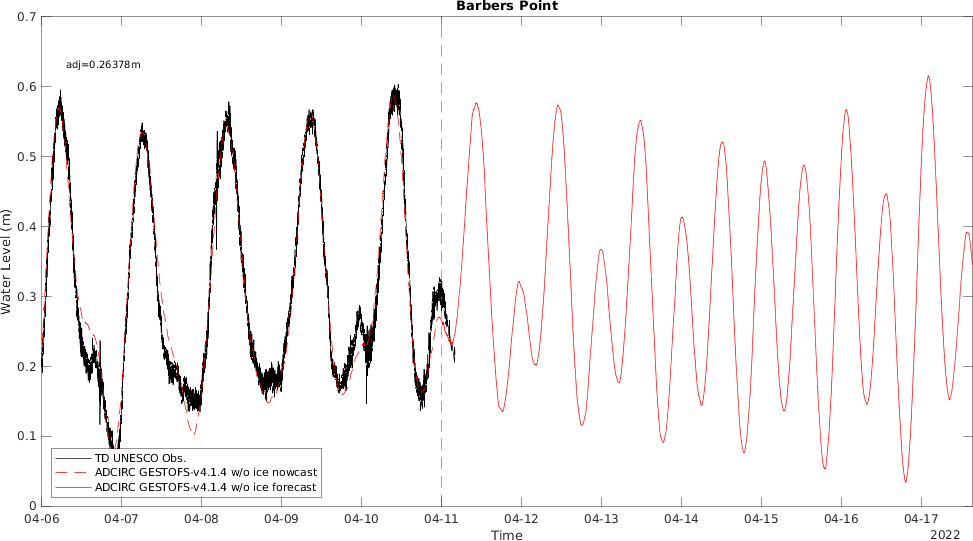 Barbers Point
0.7
adj=0.26378m
0.6
0.5
0.4
0.3
0.2
0.1
0
Water Level (m)
TD UNESCO Obs.
ADCIRC GESTOFS-v4.1.4 w/o ice nowcast
ADCIRC GESTOFS-v4.1.4 w/o ice forecast
04-06 04-07 04-08 04-09 04-10 04-11 04-12 04-13 04-14 04-15 04-16 04-17
Time
2022